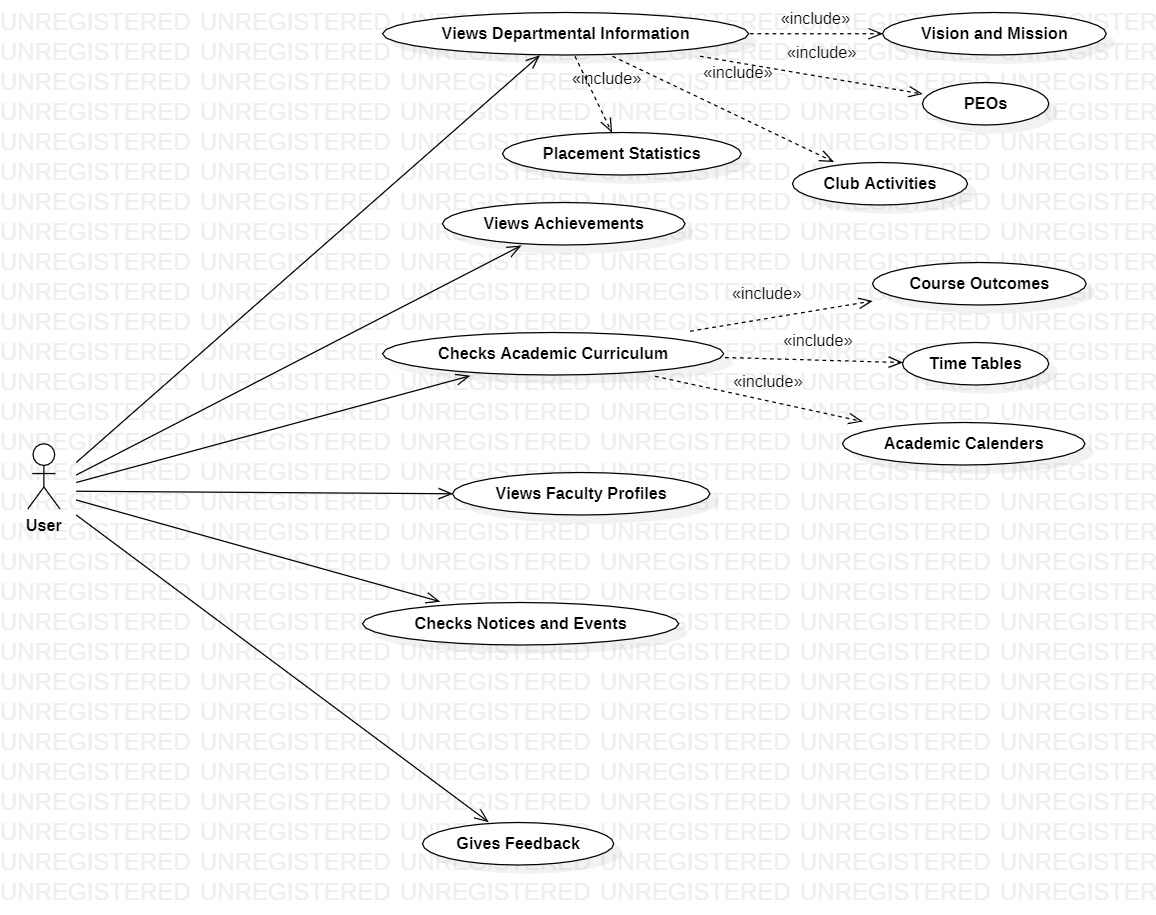 Views Departmental Information
«include»
Vision and Mission
«include»
«include»
«include»
PEOs
Placement Statistics
Club Activities
Views Achievements
Course Outcomes
«include»
Checks Academic Curriculum
«include»
Time Tables
«include»
Academic Calenders
Views Faculty Profiles
User
Checks Notices and Events
Gives Feedback
UNREGISTERED